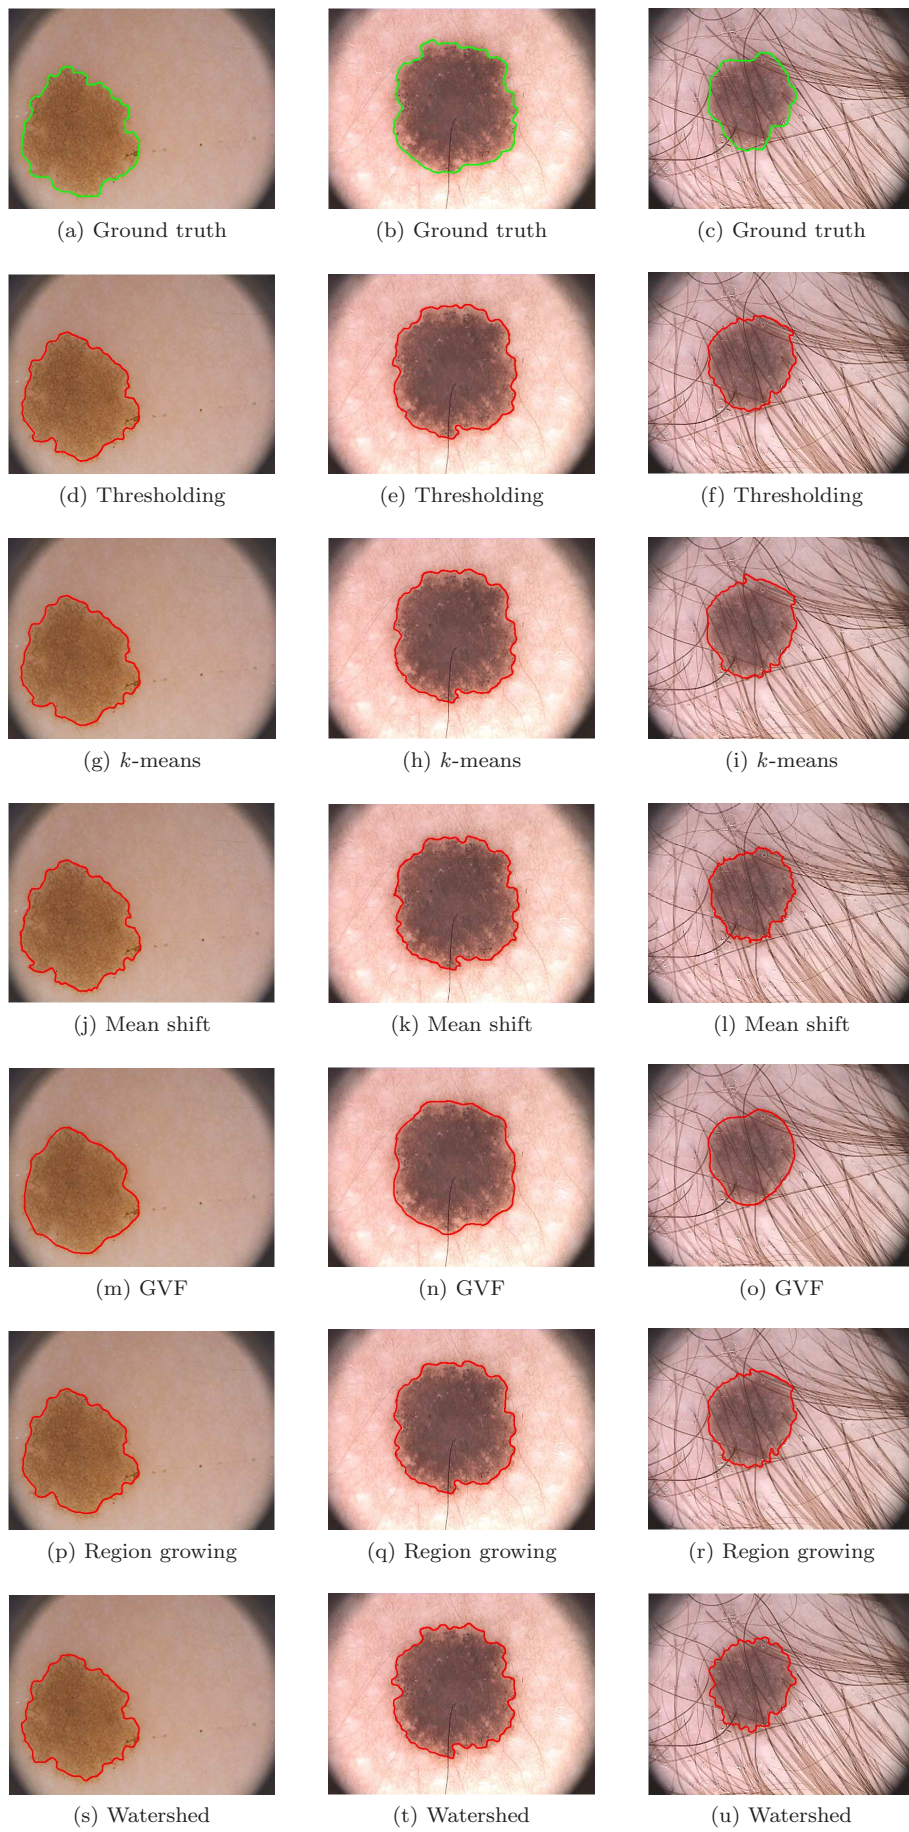 (a) Ground truth
(b) Ground truth
(c) Ground truth
(d) Thresholding
(e) Thresholding
(f) Thresholding
(g) k-means
(h) k-means
(i) k-means
(j) Mean shift
(k) Mean shift
(l) Mean shift
(m) GVF
(n) GVF
(o) GVF
(p) Region growing
(q) Region growing
(r) Region growing
(s) Watershed
(t) Watershed
(u) Watershed